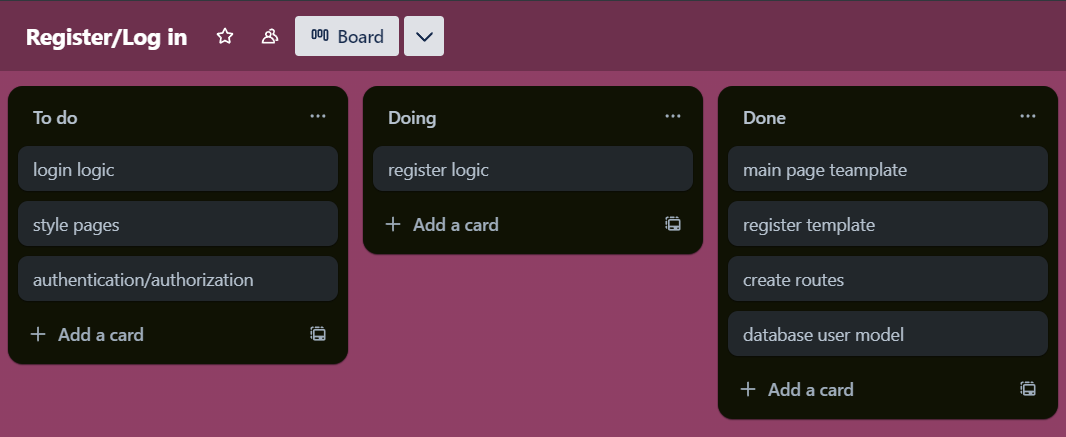 Register/Log in
Board
To do
login logic
style pages
authentication/authorization
Add a card
Doing
register logic
Add a card
Done
main page teamplate
register template
create routes
database user model
Add a card